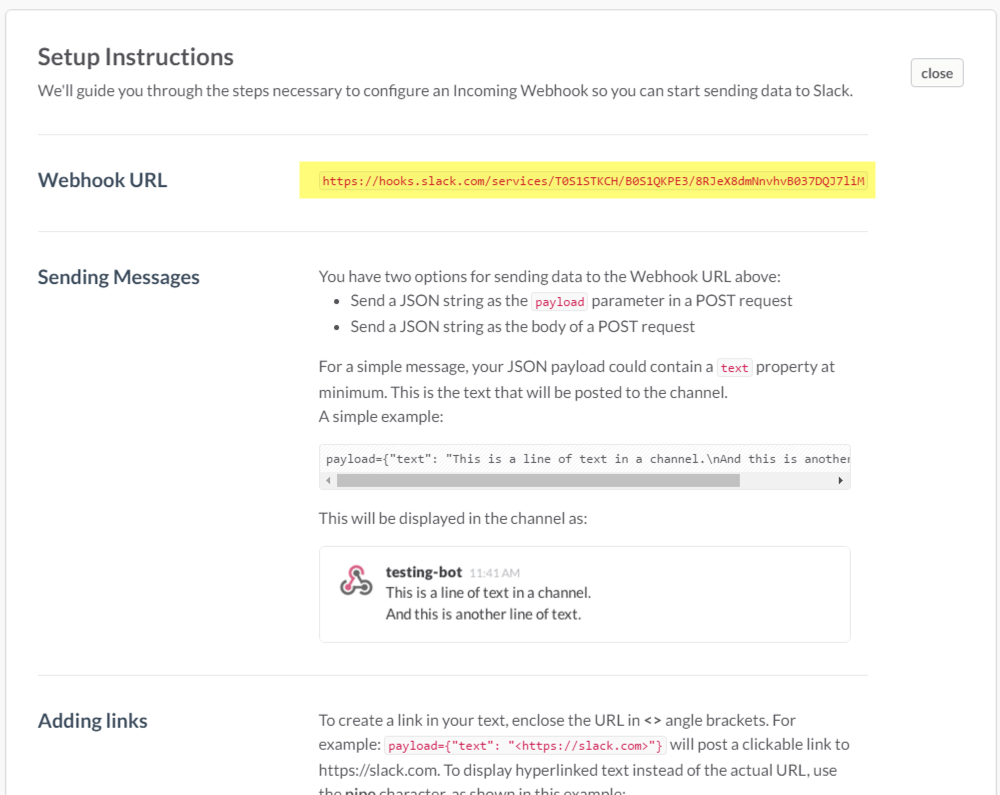 Setup Instructions
close
We'll guide you through the steps necessary to configure an Incoming Webhook so you can start sending data to Slack.
Webhook URL
https://hooks.slack.com/services/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
Sending Messages
You have two options for sending data to the Webhook URL above:
• Send a JSON string as the payload parameter in a POST request
• Send a JSON string as the body of a POST request
For a simple message, your JSON payload could contain a text property at
minimum. This is the text that will be posted to the channel.
A simple example:
payload={"text": "This is a line of text in a channel.\nAnd this is another
This will be displayed in the channel as:
testing-bot 11:41 AM
This is a line of text in a channel.
And this is another line of text.
Adding links
To create a link in your text, enclose the URL in <> angle brackets. For
example: payload={"text": "<https://slack.com>"} will post a clickable link to
https://slack.com. To display hyperlinked text instead of the actual URL, use
the pipe character, as shown in this example: